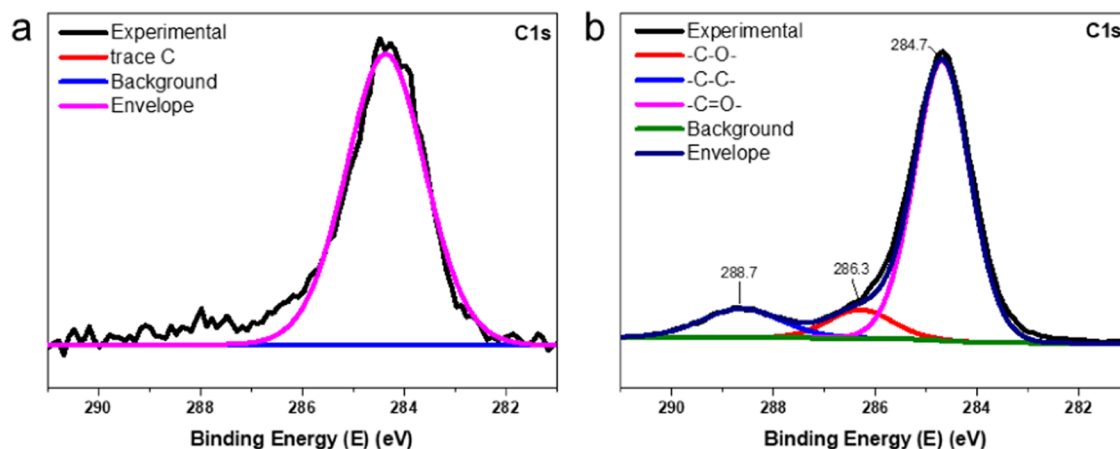 a
C1s
Experimental
trace C
Background
Envelope
290 288 286 284 282
Binding Energy (E) (eV)
b
C1s
Experimental
-C-O-
-C-C-
-C=O-
Background
Envelope
284.7
286.3
288.7
290 288 286 284 282
Binding Energy (E) (eV)